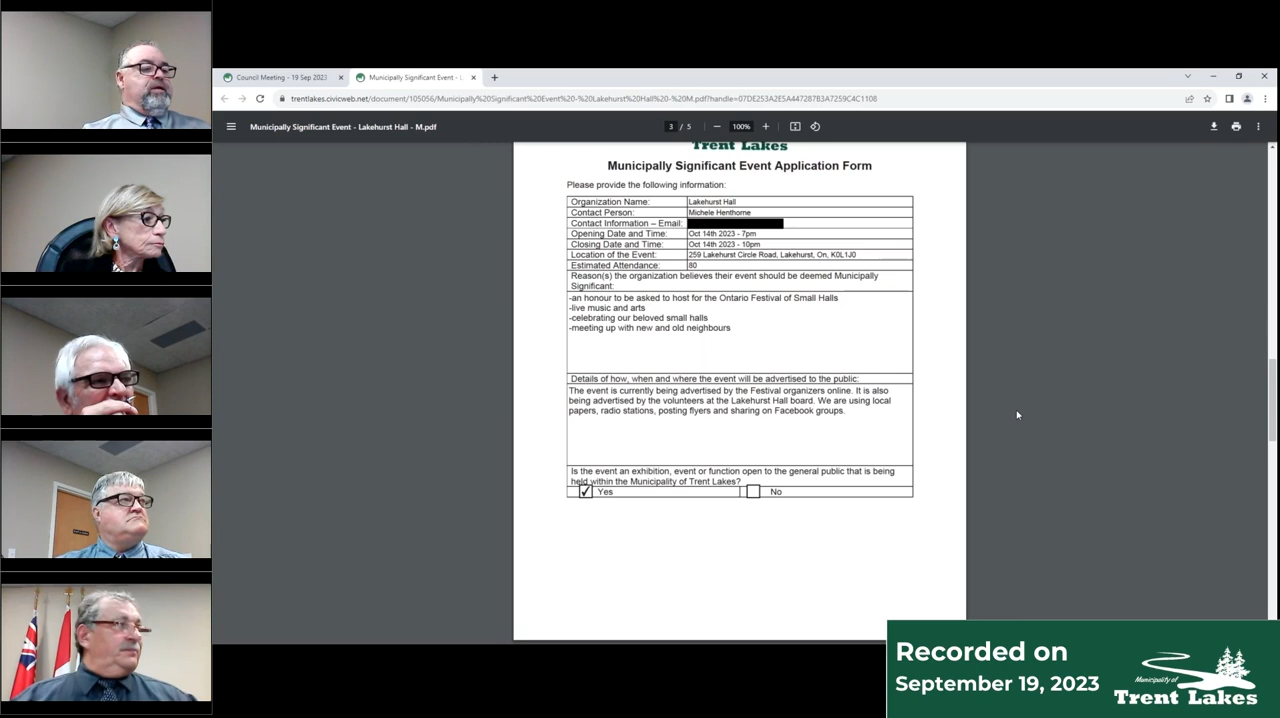 Council Meeting - 19 Sep 2023
Municipally Significant Event - L
trentlakes.civicweb.net/document/105056/Municipally%20Significant%20Event%20-%20Lakehurst%20Hall%20-%20M.pdf?handle=07DE253A2E5A447287B3A7259C4C1108
Municipally Significant Event - Lakehurst Hall - M.pdf
3 / 5
100%
Trent Lakes
Municipally Significant Event Application Form
Please provide the following information:
Organization Name: Lakehurst Hall
Contact Person: Michele Henthorne
Contact Information – Email:
Opening Date and Time: Oct 14th 2023 - 7pm
Closing Date and Time: Oct 14th 2023 - 10pm
Location of the Event: 259 Lakehurst Circle Road, Lakehurst, On, K0L1J0
Estimated Attendance: 80
Reason(s) the organization believes their event should be deemed Municipally
Significant:
-an honour to be asked to host for the Ontario Festival of Small Halls
-live music and arts
-celebrating our beloved small halls
-meeting up with new and old neighbours
Details of how, when and where the event will be advertised to the public:
The event is currently being advertised by the Festival organizers online. It is also
being advertised by the volunteers at the Lakehurst Hall board. We are using local
papers, radio stations, posting flyers and sharing on Facebook groups.
Is the event an exhibition, event or function open to the general public that is being
held within the Municipality of Trent Lakes?
Yes No
Recorded on
September 19, 2023
Municipality of
Trent Lakes